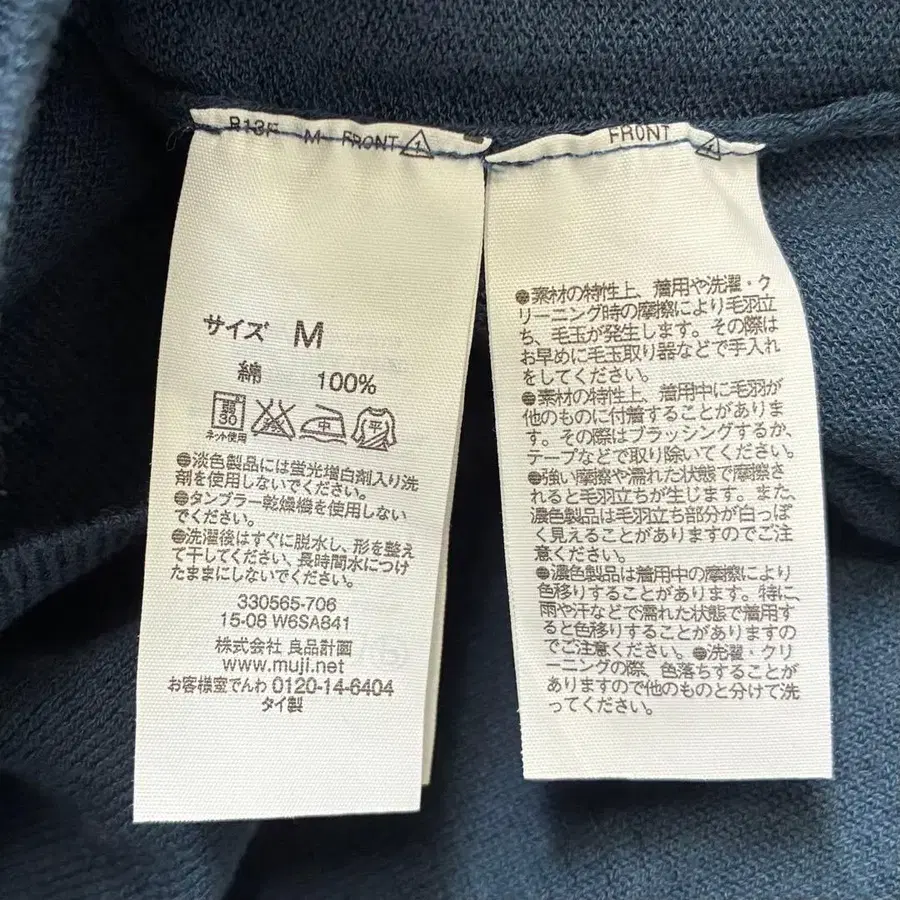 R13F M FRONT 1
サイズ M
綿 100%
弱
30
中
平
ネット使用
●淡色製品には蛍光増白剤入り洗
剤を使用しないでください。
●タンブラー乾燥機を使用しない
でください。
●洗濯後はすぐに脱水し、形を整え
て干してください、長時間水につけ
たままにしないでください。
330565-706
15-08 W6SA841
株式会社 良品計画
www.muji.net
お客様室でんわ 0120-14-6404
タイ製
FRONT
●素材の特性上、着用や洗濯・ク
リーニング時の摩擦により毛羽立
ち、毛玉が発生します。その際は
お早めに毛玉取り器などで手入れ
をしてください。
●素材の特性上、着用中に毛羽が
他のものに付着することがありま
す。その際はブラッシングするか、
テープなどで取り除いてください。
●強い摩擦や濡れた状態で摩擦さ
れると毛羽立ちが生じます。また、
濃色製品は毛羽立ち部分が白っぽ
く見えることがありますのでご注
意ください。
●濃色製品は着用中の摩擦により
色移りすることがあります。特に、
雨や汗などで濡れた状態で着用す
ると色移りすることがありますの
でご注意ください。●洗濯・クリ
ーニングの際、色落ちすることが
ありますので他のものと分けて洗
ってください。